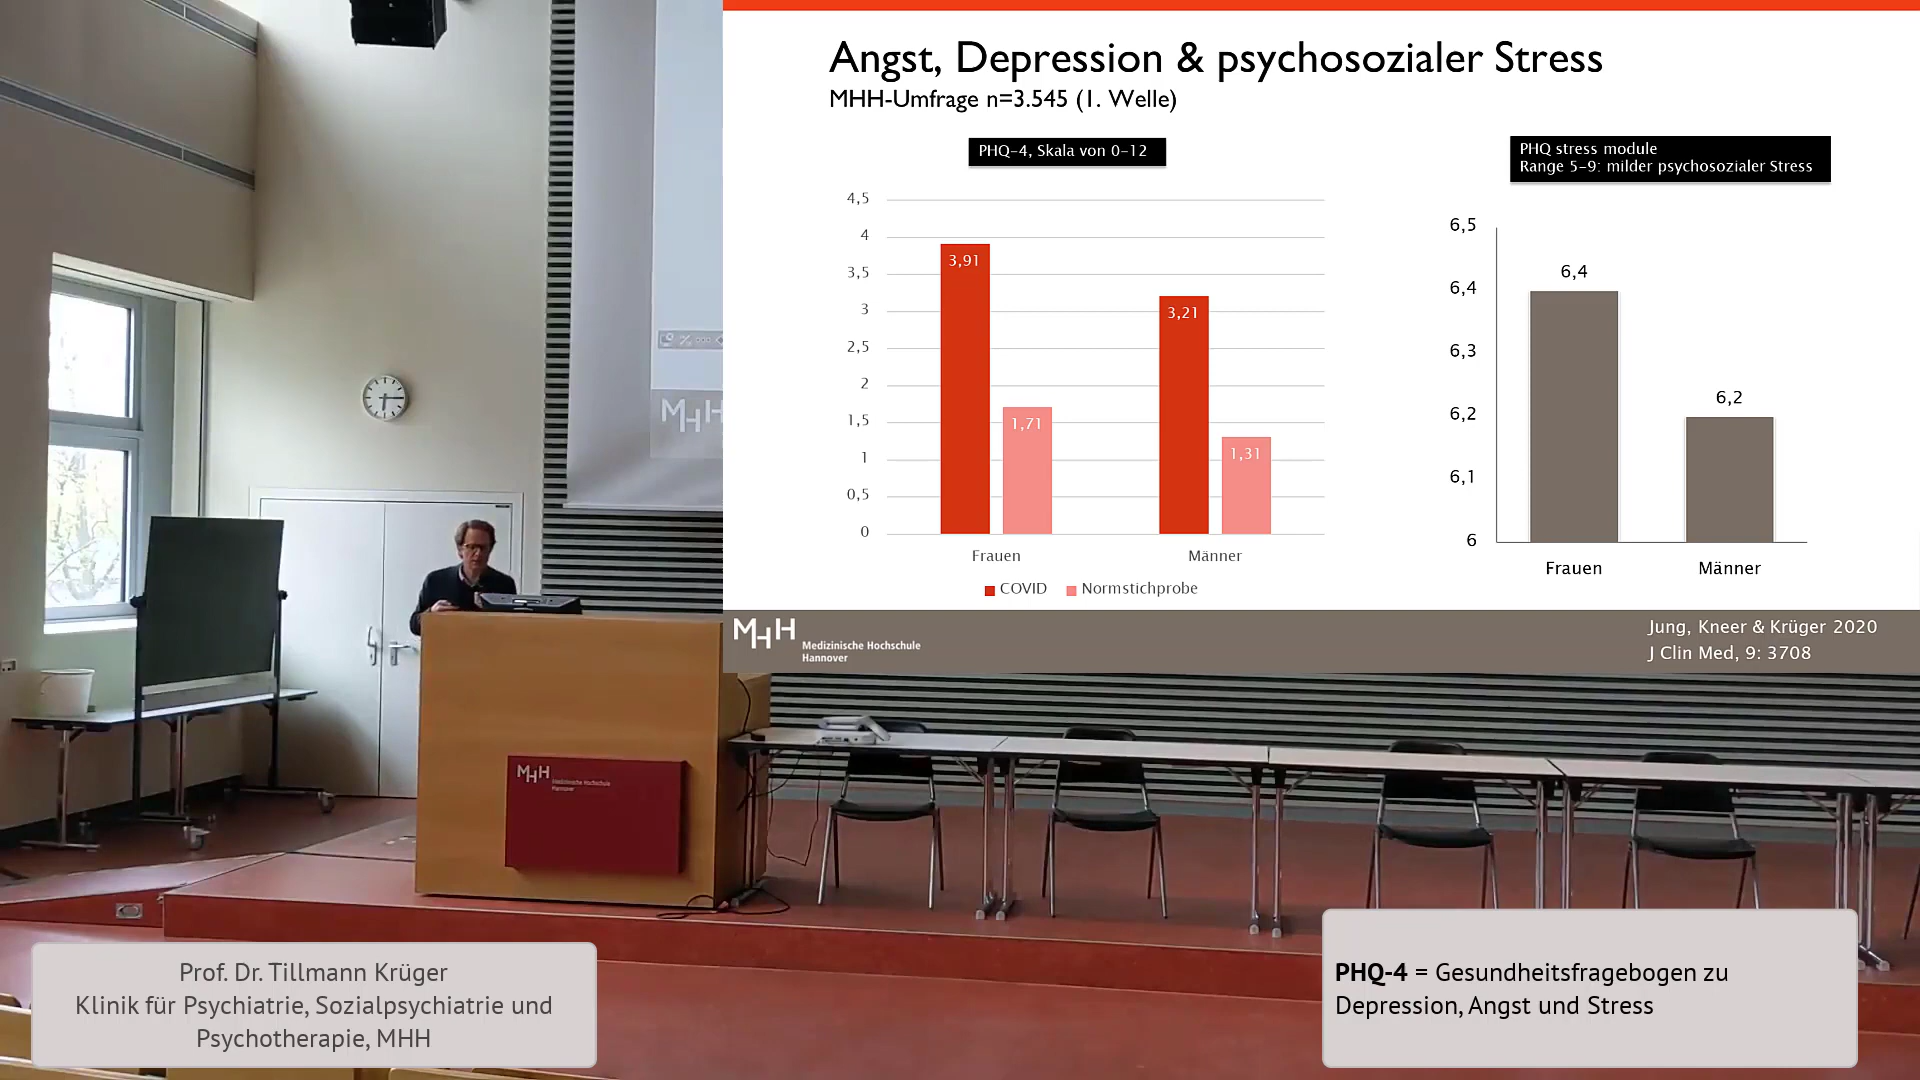 Angst, Depression & psychosozialer Stress
MHH-Umfrage n=3.545 (1. Welle)
PHQ-4, Skala von 0-12
4,5
4
3,5
3
2,5
2
1,5
1
0,5
0
3,91
1,71
3,21
1,31
Frauen
Männer
COVID
Normstichprobe
PHQ stress module
Range 5-9: milder psychosozialer Stress
6,5
6,4
6,3
6,2
6,1
6
6,4
6,2
Frauen
Männer
MHH
Medizinische Hochschule
Hannover
Jung, Kneer & Krüger 2020
J Clin Med, 9: 3708
MHH
MHH
Medizinische Hochschule
Hannover
Prof. Dr. Tillmann Krüger
Klinik für Psychiatrie, Sozialpsychiatrie und
Psychotherapie, MHH
PHQ-4 = Gesundheitsfragebogen zu
Depression, Angst und Stress